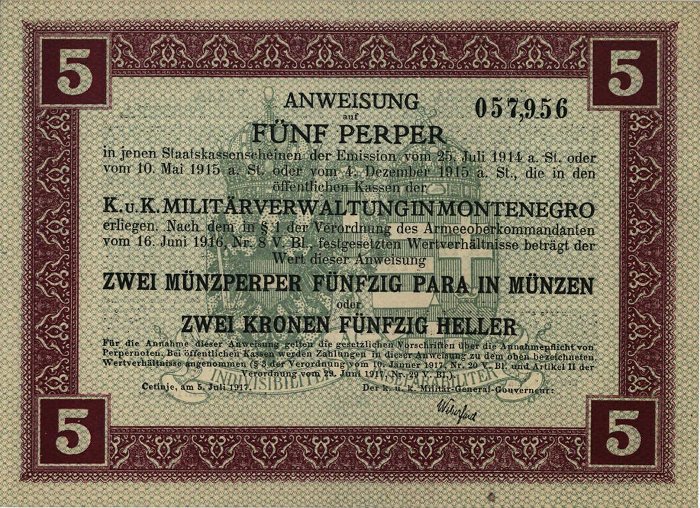 5
5
ANWEISUNG
auf
057,956
FÜNF PERPER
in jenen Staatskassenscheinen der Emission vom 25. Juli 1914 a. St. oder
vom 10. Mai 1915 a. St. oder vom 4. Dezember 1915 a. St., die in den
öffentlichen Kassen der
K.u.K.MILITÄRVERWALTUNG IN MONTENEGRO
erliegen. Nach dem in § 1 der Verordnung des Armeeoberkommandanten
vom 16. Juni 1916, Nr. 8 V. Bl., festgesetzten Wertverhältnisse beträgt der
Wert dieser Anweisung
ZWEI MÜNZPERPER FÜNFZIG PARA IN MÜNZEN
oder
ZWEI KRONEN FÜNFZIG HELLER
Für die Annahme dieser Anweisung gelten die gesetzlichen Vorschriften über die Annahmepflicht von
Perpernoten. Bei öffentlichen Kassen werden Zahlungen in dieser Anweisung zu dem oben bezeichneten
Wertverhältnisse angenommen (§ 3 der Verordnung vom 10. Jänner 1917, Nr. 20 V. Bl. und Artikel II der
Verordnung vom 29. Juni 1917, Nr. 29 V. Bl.).
Cetinje, am 5. Juli 1917.
Der k. u. k. Militär-General-Gouverneur:
5
5